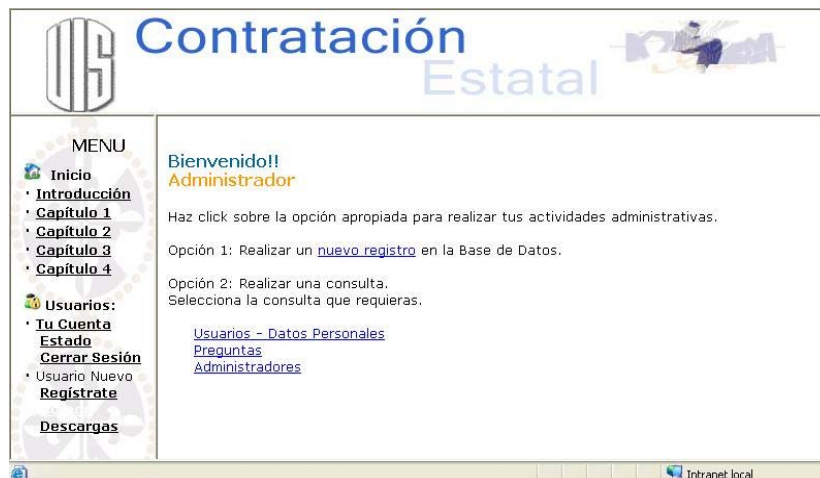 UIS
Contratación
Estatal
MENU
Inicio
· Introducción
· Capítulo 1
· Capítulo 2
· Capítulo 3
· Capítulo 4
Usuarios:
· Tu Cuenta
Estado
Cerrar Sesión
· Usuario Nuevo
Regístrate
Descargas
Bienvenido!!
Administrador
Haz click sobre la opción apropiada para realizar tus actividades administrativas.
Opción 1: Realizar un nuevo registro en la Base de Datos.
Opción 2: Realizar una consulta.
Selecciona la consulta que requieras.
Usuarios - Datos Personales
Preguntas
Administradores
Intranet local